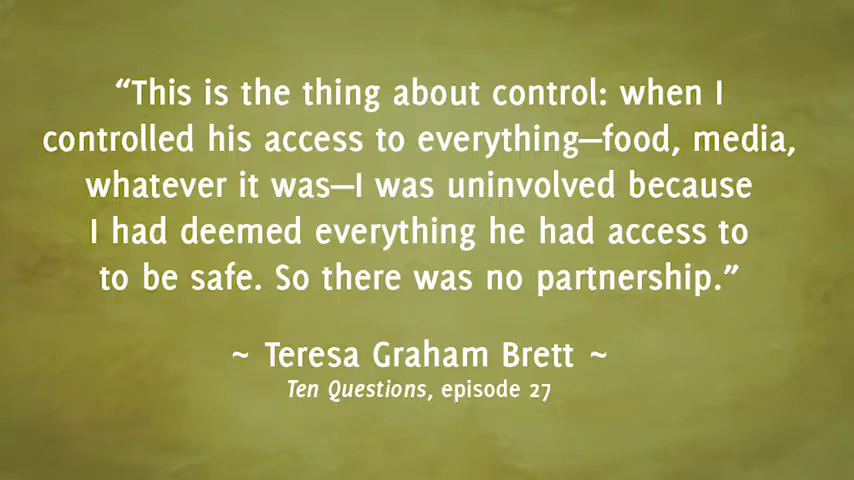 “This is the thing about control: when I
controlled his access to everything—food, media,
whatever it was—I was uninvolved because
I had deemed everything he had access to
to be safe. So there was no partnership.”
~ Teresa Graham Brett ~
Ten Questions, episode 27